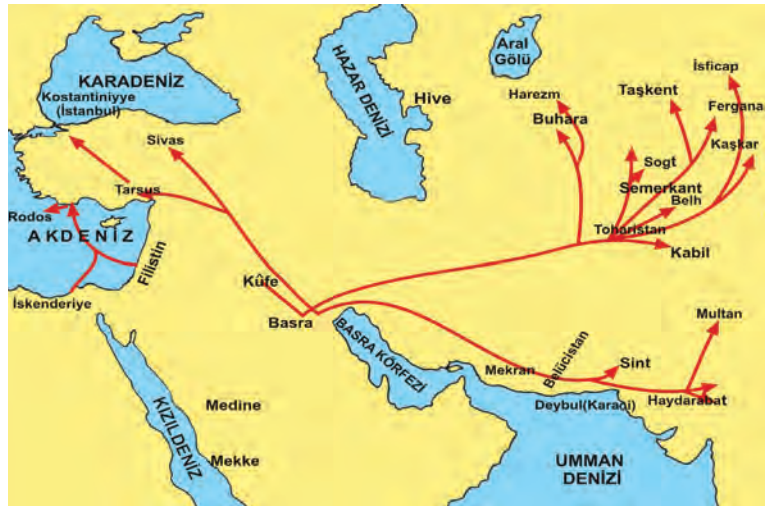 KARADENİZ
Kostantiniyye
(İstanbul)
Sivas
HAZAR DENİZİ
Hive
Aral
Gölü
Harezm
Buhara
İsficap
Taşkent
Fergana
Kaşkar
Sogt
Semerkant
Belh
Toharistan
Kabil
Tarsus
Rodos
AKDENİZ
Filistin
İskenderiye
Kûfe
Basra
BASRA KÖRFEZİ
Mekran
Belücistan
Sint
Multan
Deybul(Karaçi)
Haydarabat
KIZILDENİZ
Medine
Mekke
UMMAN
DENİZİ